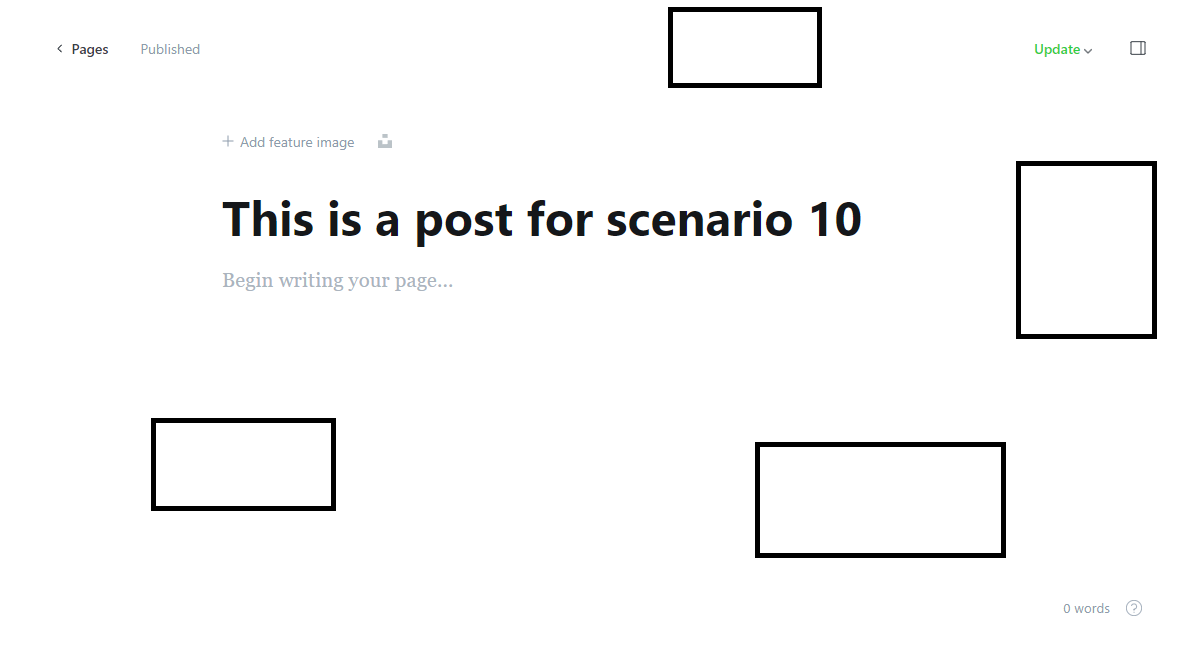 Pages Published Update
Add feature image
This is a post for scenario 10
Begin writing your page...
0 words